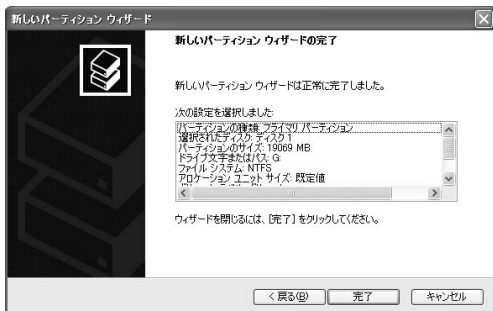 新しいパーティション ウィザード
新しいパーティション ウィザードの完了
新しいパーティション ウィザードは正常に完了しました。
次の設定を選択しました:
パーティションの種類: プライマリ パーティション
選択されたディスク: ディスク 1
パーティションのサイズ: 19069 MB
ドライブ文字またはパス: G:
ファイル システム: NTFS
アロケーション ユニット サイズ: 既定値
ウィザードを閉じるには、[完了] をクリックしてください。
< 戻る(B)
完了
キャンセル